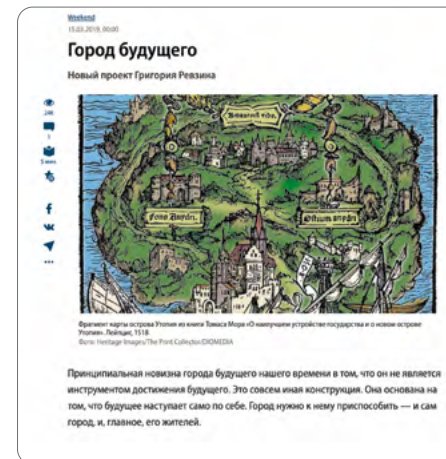 Weekend
15.03.2019, 00:00
Город будущего
Новый проект Григория Ревзина
1
5 мин.
...
Фрагмент карты острова Утопия из книги Томаса Мора «О наилучшем устройстве государства и о новом острове
Утопия». Лейпциг, 1518
Фото: Heritage Images/The Print Collector/DIOMEDIA
Принципиальная новизна города будущего нашего времени в том, что он не является
инструментом достижения будущего. Это совсем иная конструкция. Она основана на
том, что будущее наступает само по себе. Город нужно к нему приспособить — и сам
город, и, главное, его жителей.